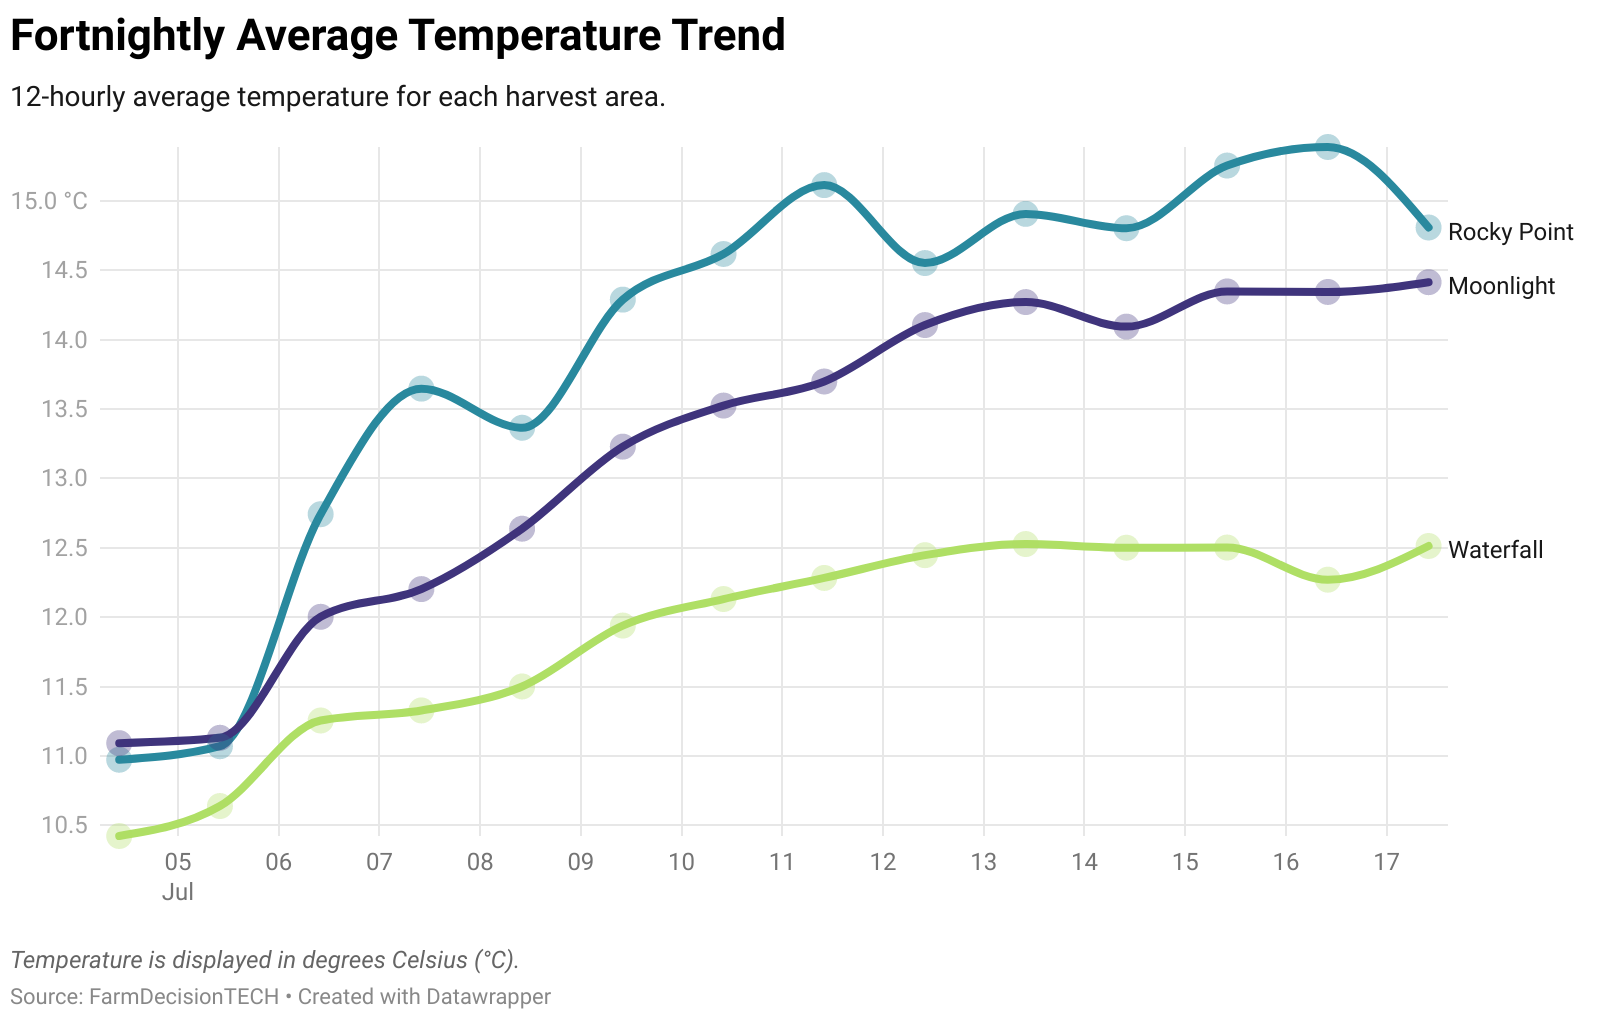 Fortnightly Average Temperature Trend
12-hourly average temperature for each harvest area.
15.0 °C
14.5
14.0
13.5
13.0
12.5
12.0
11.5
11.0
10.5
Rocky Point
Moonlight
Waterfall
05 06 07 08 09 10 11 12 13 14 15 16 17
Jul
Temperature is displayed in degrees Celsius (°C).
Source: FarmDecisionTECH • Created with Datawrapper